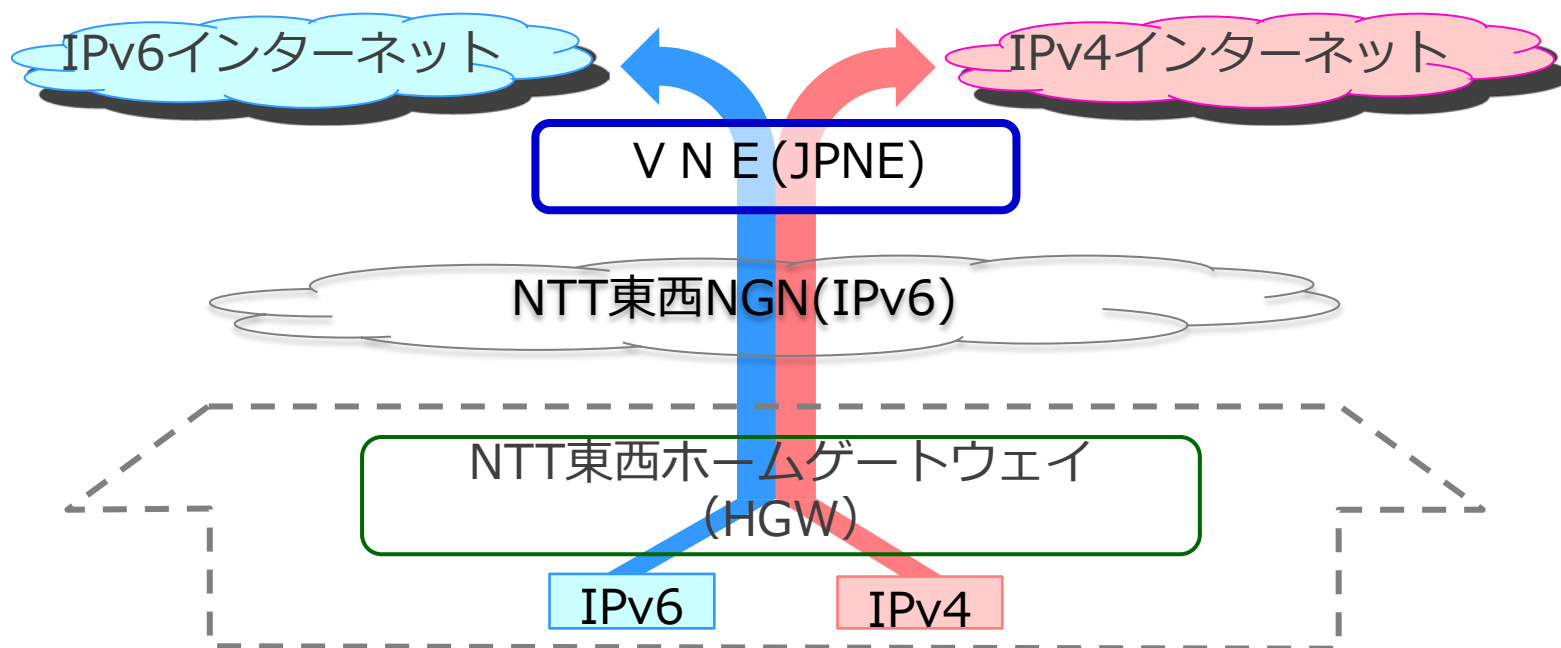 IPv6インターネット
IPv4インターネット
ＶＮＥ(JPNE)
NTT東西NGN(IPv6)
NTT東西ホームゲートウェイ
(HGW)
IPv6
IPv4